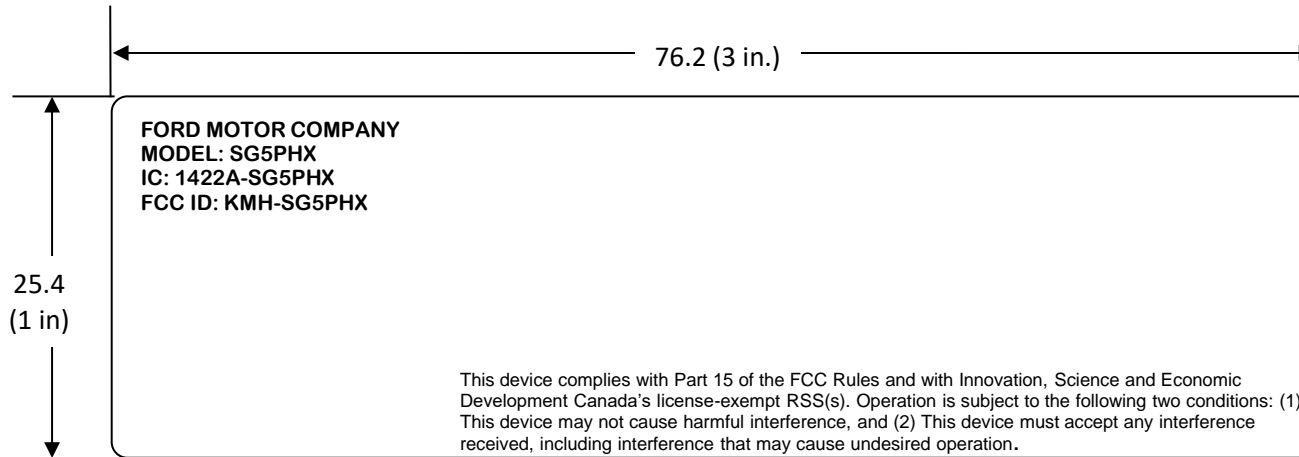 76.2 (3 in.)
FORD MOTOR COMPANY
MODEL: SG5PHX
IC: 1422A-SG5PHX
FCC ID: KMH-SG5PHX
25.4
(1 in)
This device complies with Part 15 of the FCC Rules and with Innovation, Science and Economic
Development Canada's license-exempt RSS(s). Operation is subject to the following two conditions: (1)
This device may not cause harmful interference, and (2) This device must accept any interference
received, including interference that may cause undesired operation.